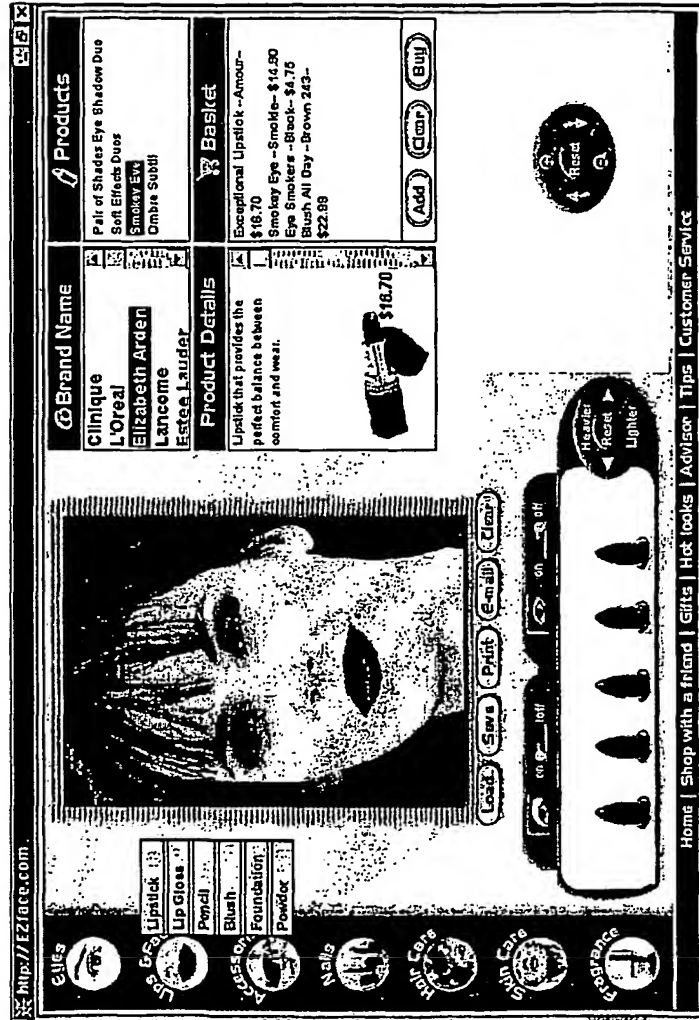 http://EZface.com.
Eyes
Lips & Fa
Accessori
Nails
Hair Care
Skin Care
Fragrance
Lipstick
Lip Gloss
Pencil
Blush
Foundation
Powder
Load
Save
Print
E-mail
Clear
on
off
on
off
Heavier
Reset
Lighter
Brand Name
Clinique
L'Oreal
Elizabeth Arden
Lancome
Estee Lauder
Products
Pair of Shades Eye Shadow Duo
Soft Effects Duos
Smokey Eye
Ombre Subtil
Product Details
Lipstick that provides the
perfect balance between
comfort and wear.
$16.70
Basket
Exceptional Lipstick --Amour--
$16.70
Smokey Eye --Smokie-- $14.80
Eye Smokers --Black-- $4.75
Blush All Day --Brown 243--
$22.99
Add
Clear
Buy
Reset
Home | Shop with a friend | Gifts | Hot looks | Advisor | Tips | Customer Service